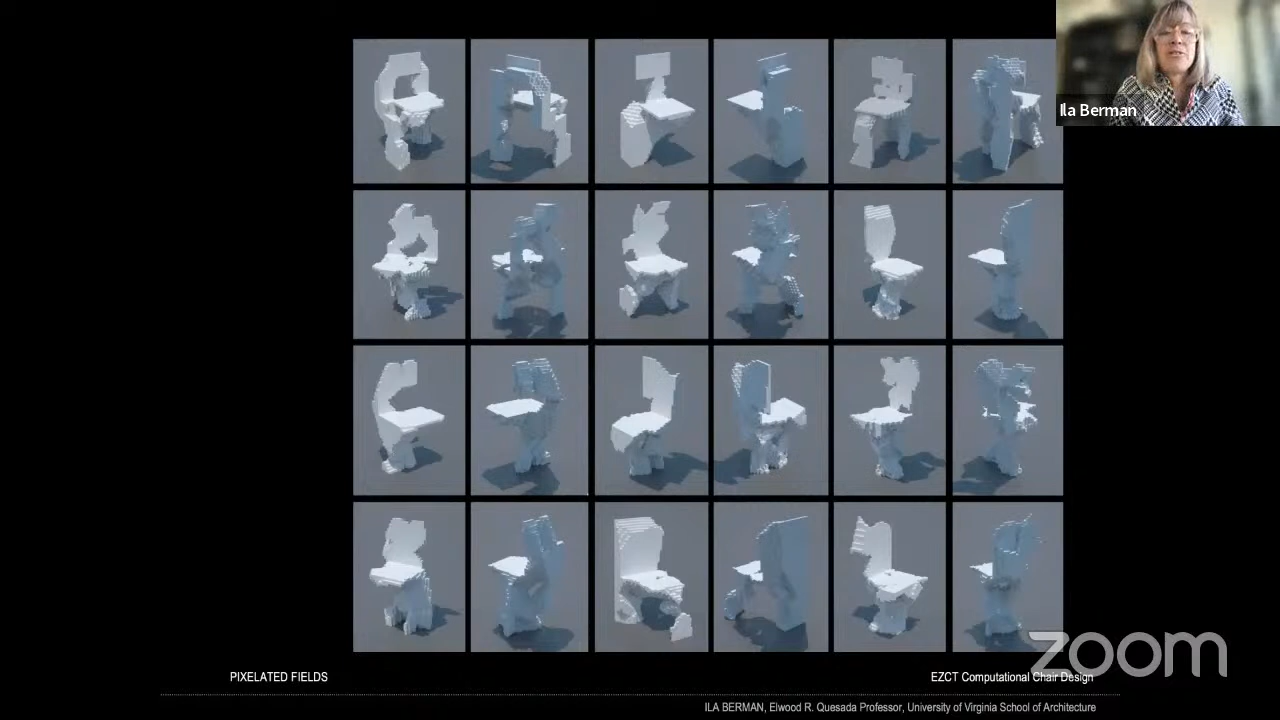 Ila Berman
PIXELATED FIELDS
EZCT Computational Chair Design
zoom
ILA BERMAN, Elwood R. Quesada Professor, University of Virginia School of Architecture